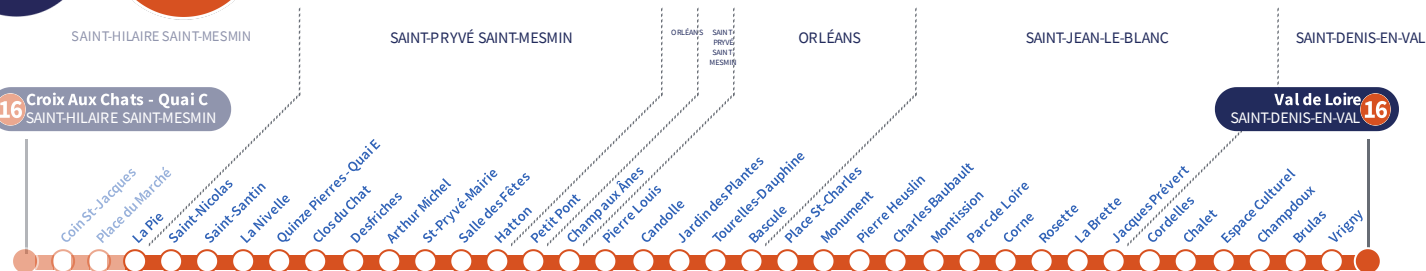 SAINT-HILAIRE SAINT-MESMIN
SAINT-PRYVÉ SAINT-MESMIN
ORLÉANS
SAINT-
PRYVÉ
SAINT-
MESMIN
ORLÉANS
SAINT-JEAN-LE-BLANC
SAINT-DENIS-EN-VAL
16
Croix Aux Chats - Quai C
SAINT-HILAIRE SAINT-MESMIN
Val de Loire
SAINT-DENIS-EN-VAL
16
Coin St-Jacques
Place du Marché
La Pie
Saint-Nicolas
Saint-Santin
La Nivelle
Quinze Pierres - Quai E
Clos du Chat
Desfriches
Arthur Michel
St-Pryvé-Mairie
Salle des Fêtes
Hatton
Petit Pont
Champ aux Ânes
Pierre Louis
Candolle
Jardin des Plantes
Tourelles-Dauphine
Bascule
Place St-Charles
Monument
Pierre Heuslin
Charles Baubault
Montission
Parc de Loire
Corne
Rosette
La Brette
Jacques Prévert
Cordelles
Chalet
Espace Culturel
Champdoux
Brulas
Vrigny